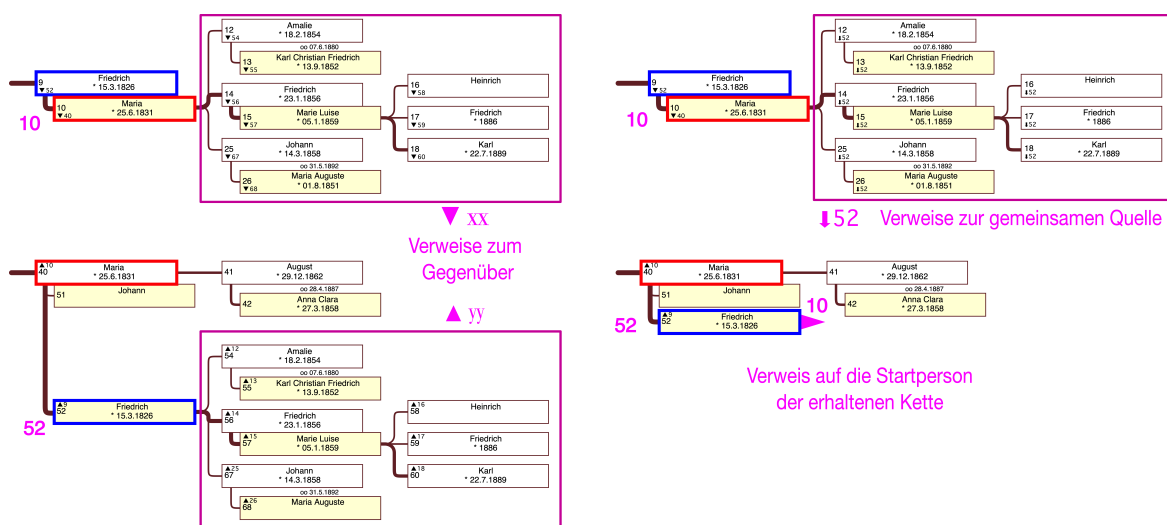 Amalie
12 * 18.2.1854
▼54
oo 07.6.1880
Karl Christian Friedrich
13 * 13.9.1852
▼55
Friedrich
9 * 15.3.1826
▼52
Maria
10 * 25.6.1831
▼40
10
Friedrich
14 * 23.1.1856
▼56
Marie Luise
15 * 05.1.1859
▼57
Heinrich
16
▼58
Friedrich
17 * 1886
▼59
Karl
18 * 22.7.1889
▼60
Johann
25 * 14.3.1858
▼67
oo 31.5.1892
Maria Auguste
26 * 01.8.1851
▼68
▼ xx
Verweise zum
Gegenüber
▲ yy
▲10
Maria
40 * 25.6.1831
Johann
51
August
41 * 29.12.1862
oo 28.4.1887
Anna Clara
42 * 27.3.1858
▲9
Friedrich
52 * 15.3.1826
52
▲12
Amalie
54 * 18.2.1854
oo 07.6.1880
▲13
Karl Christian Friedrich
55 * 13.9.1852
▲14
Friedrich
56 * 23.1.1856
▲15
Marie Luise
57 * 05.1.1859
▲16
Heinrich
58
▲17
Friedrich
59 * 1886
▲18
Karl
60 * 22.7.1889
▲25
Johann
67 * 14.3.1858
oo 31.5.1892
▲26
Maria Auguste
68
Amalie
12 * 18.2.1854
⬇52
oo 07.6.1880
Karl Christian Friedrich
13 * 13.9.1852
⬇52
Friedrich
9 * 15.3.1826
▼52
Maria
10 * 25.6.1831
▼40
10
Friedrich
14 * 23.1.1856
⬇52
Marie Luise
15 * 05.1.1859
⬇52
Heinrich
16
⬇52
Friedrich
17 * 1886
⬇52
Karl
18 * 22.7.1889
⬇52
Johann
25 * 14.3.1858
⬇52
oo 31.5.1892
Maria Auguste
26 * 01.8.1851
⬇52
⬇52 Verweise zur gemeinsamen Quelle
▲10
Maria
40 * 25.6.1831
Johann
51
August
41 * 29.12.1862
oo 28.4.1887
Anna Clara
42 * 27.3.1858
▲9
Friedrich
52 * 15.3.1826
52
10
Verweis auf die Startperson
der erhaltenen Kette